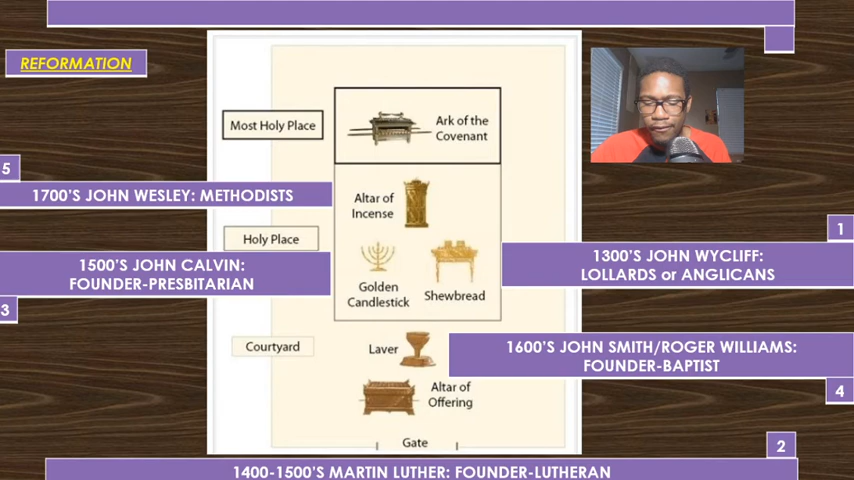 REFORMATION
Most Holy Place
Ark of the
Covenant
5
1700'S JOHN WESLEY: METHODISTS
Altar of
Incense
1
Holy Place
1300'S JOHN WYCLIF:
LOLLARDS or ANGLICANS
1500'S JOHN CALVIN:
FOUNDER-PRESBITARIAN
Golden
Candlestick
Shewbread
3
Courtyard
Laver
1600'S JOHN SMITH/ROGER WILLIAMS:
FOUNDER-BAPTIST
4
Altar of
Offering
Gate
2
1400-1500'S MARTIN LUTHER: FOUNDER-LUTHERAN